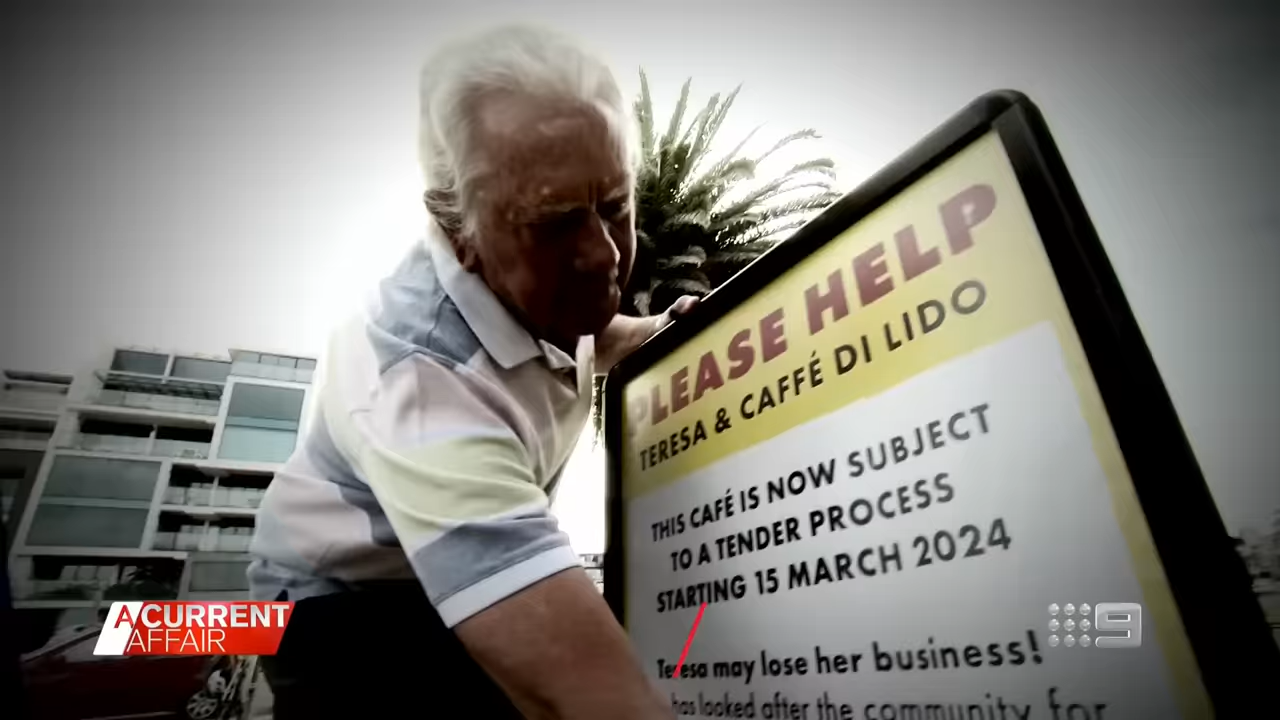 PLEASE HELP
TERESA & CAFFÉ DI LIDO
THIS CAFÉ IS NOW SUBJECT
TO A TENDER PROCESS
STARTING 15 MARCH 2024
Teresa may lose her business!
has looked after the community for
A CURRENT
AFFAIR
9